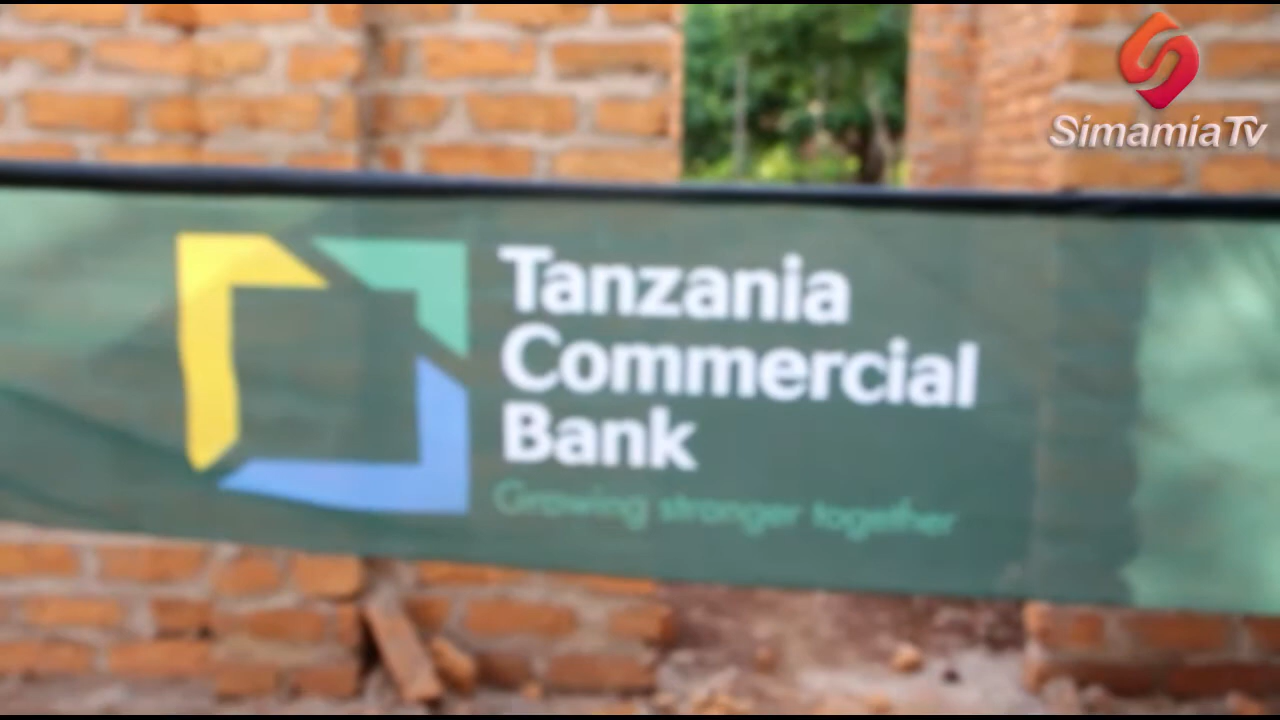 SimamiaTv
Tanzania
Commercial
Bank
Growing stronger together